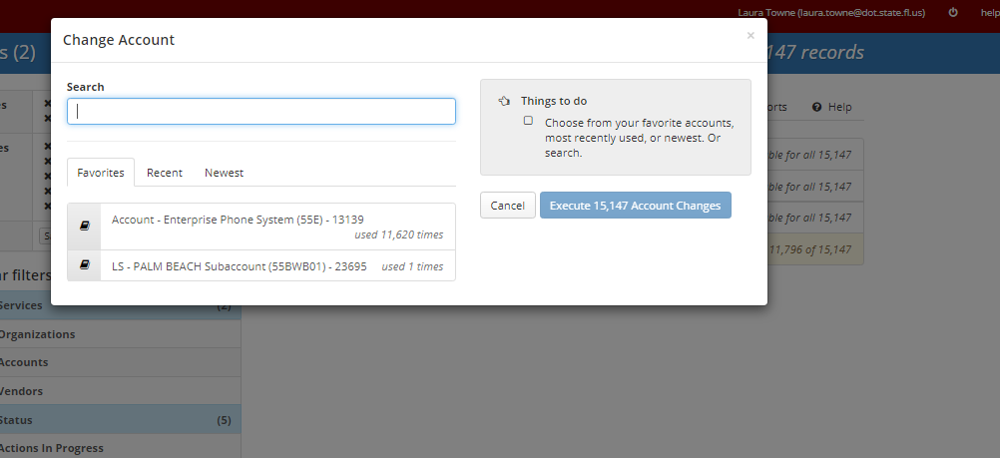 Laura Towne (laura.towne@dot.state.fl.us)
help
s (2)
147 records
Change Account
×
Search
Things to do
Choose from your favorite accounts,
most recently used, or newest. Or
search.
Favorites
Recent
Newest
Cancel
Execute 15,147 Account Changes
Account - Enterprise Phone System (55E) - 13139
used 11,620 times
LS - PALM BEACH Subaccount (55BWB01) - 23695
used 1 times
es
es
orts
Help
ble for all 15,147
ble for all 15,147
ble for all 15,147
11,796 of 15,147
ar filters
Services
(2)
Organizations
Accounts
Vendors
Status
(5)
Actions In Progress